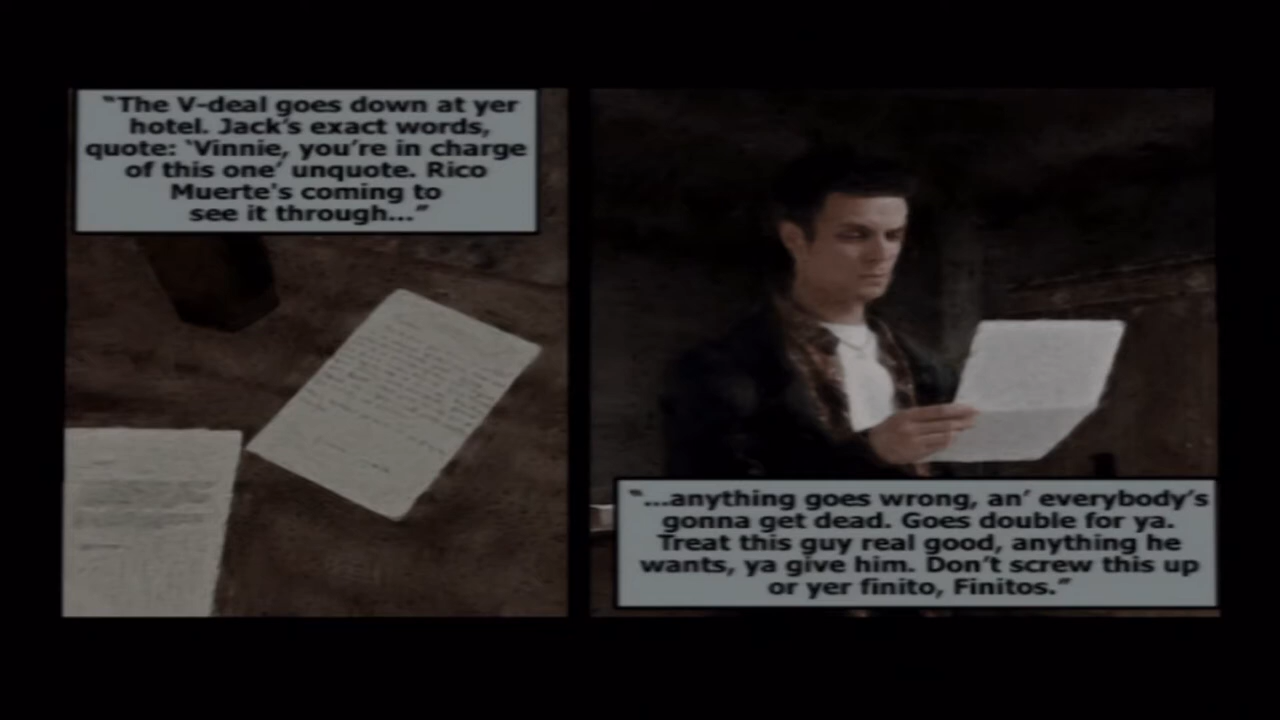 “The V-deal goes down at yer
hotel. Jack’s exact words,
quote: ‘Vinnie, you’re in charge
of this one’ unquote. Rico
Muerte's coming to
see it through...”
“...anything goes wrong, an’ everybody’s
gonna get dead. Goes double for ya.
Treat this guy real good, anything he
wants, ya give him. Don’t screw this up
or yer finito, Finitos.”